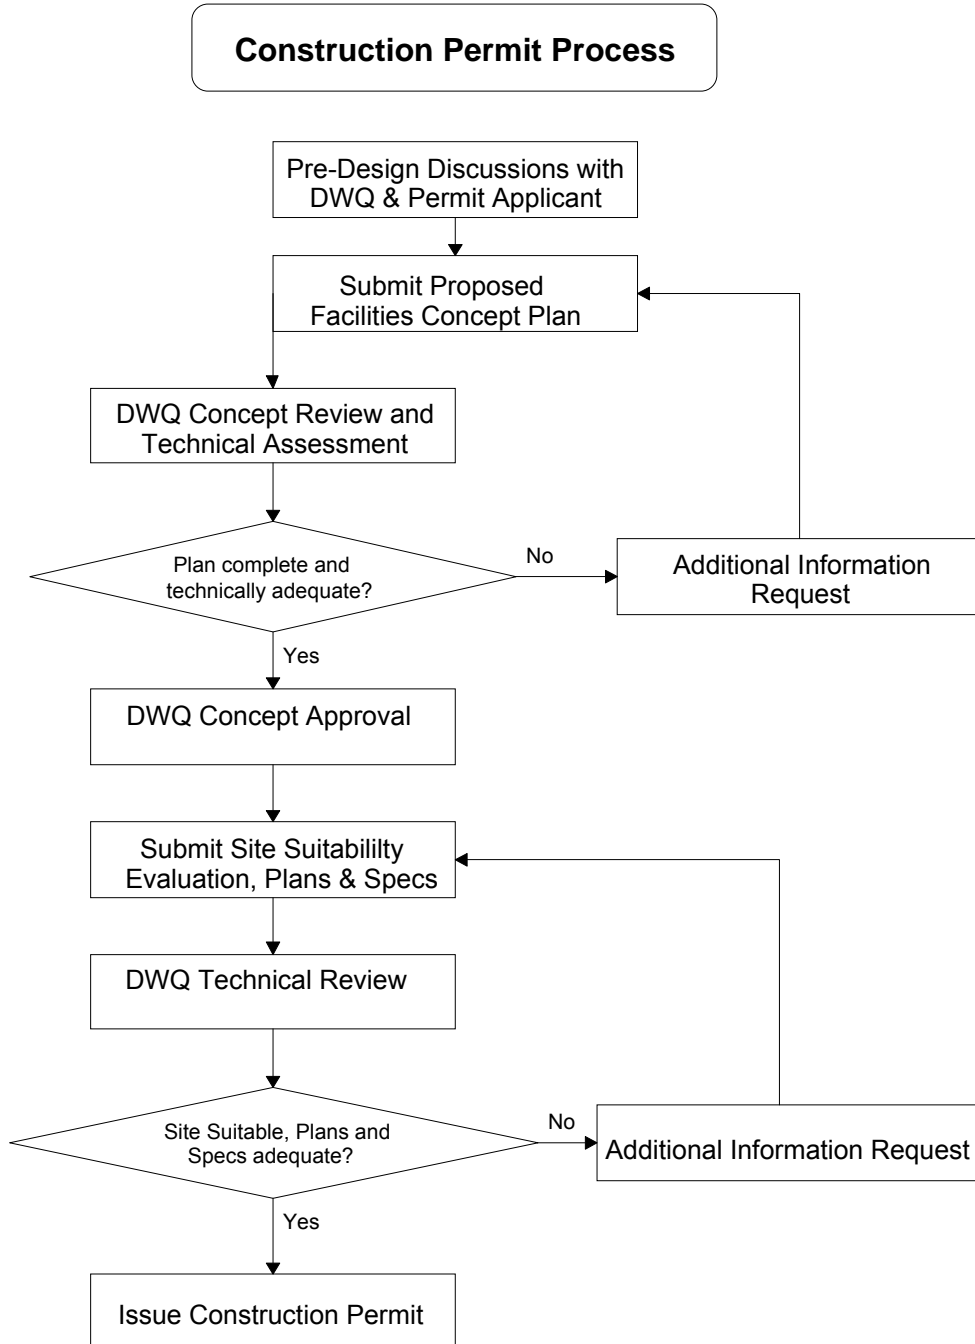 Construction Permit Process
Pre-Design Discussions with
DWQ & Permit Applicant
Submit Proposed
Facilities Concept Plan
DWQ Concept Review and
Technical Assessment
Plan complete and
technically adequate?
No
Additional Information
Request
Yes
DWQ Concept Approval
Submit Site Suitabililty
Evaluation, Plans & Specs
DWQ Technical Review
Site Suitable, Plans and
Specs adequate?
No
Additional Information Request
Yes
Issue Construction Permit